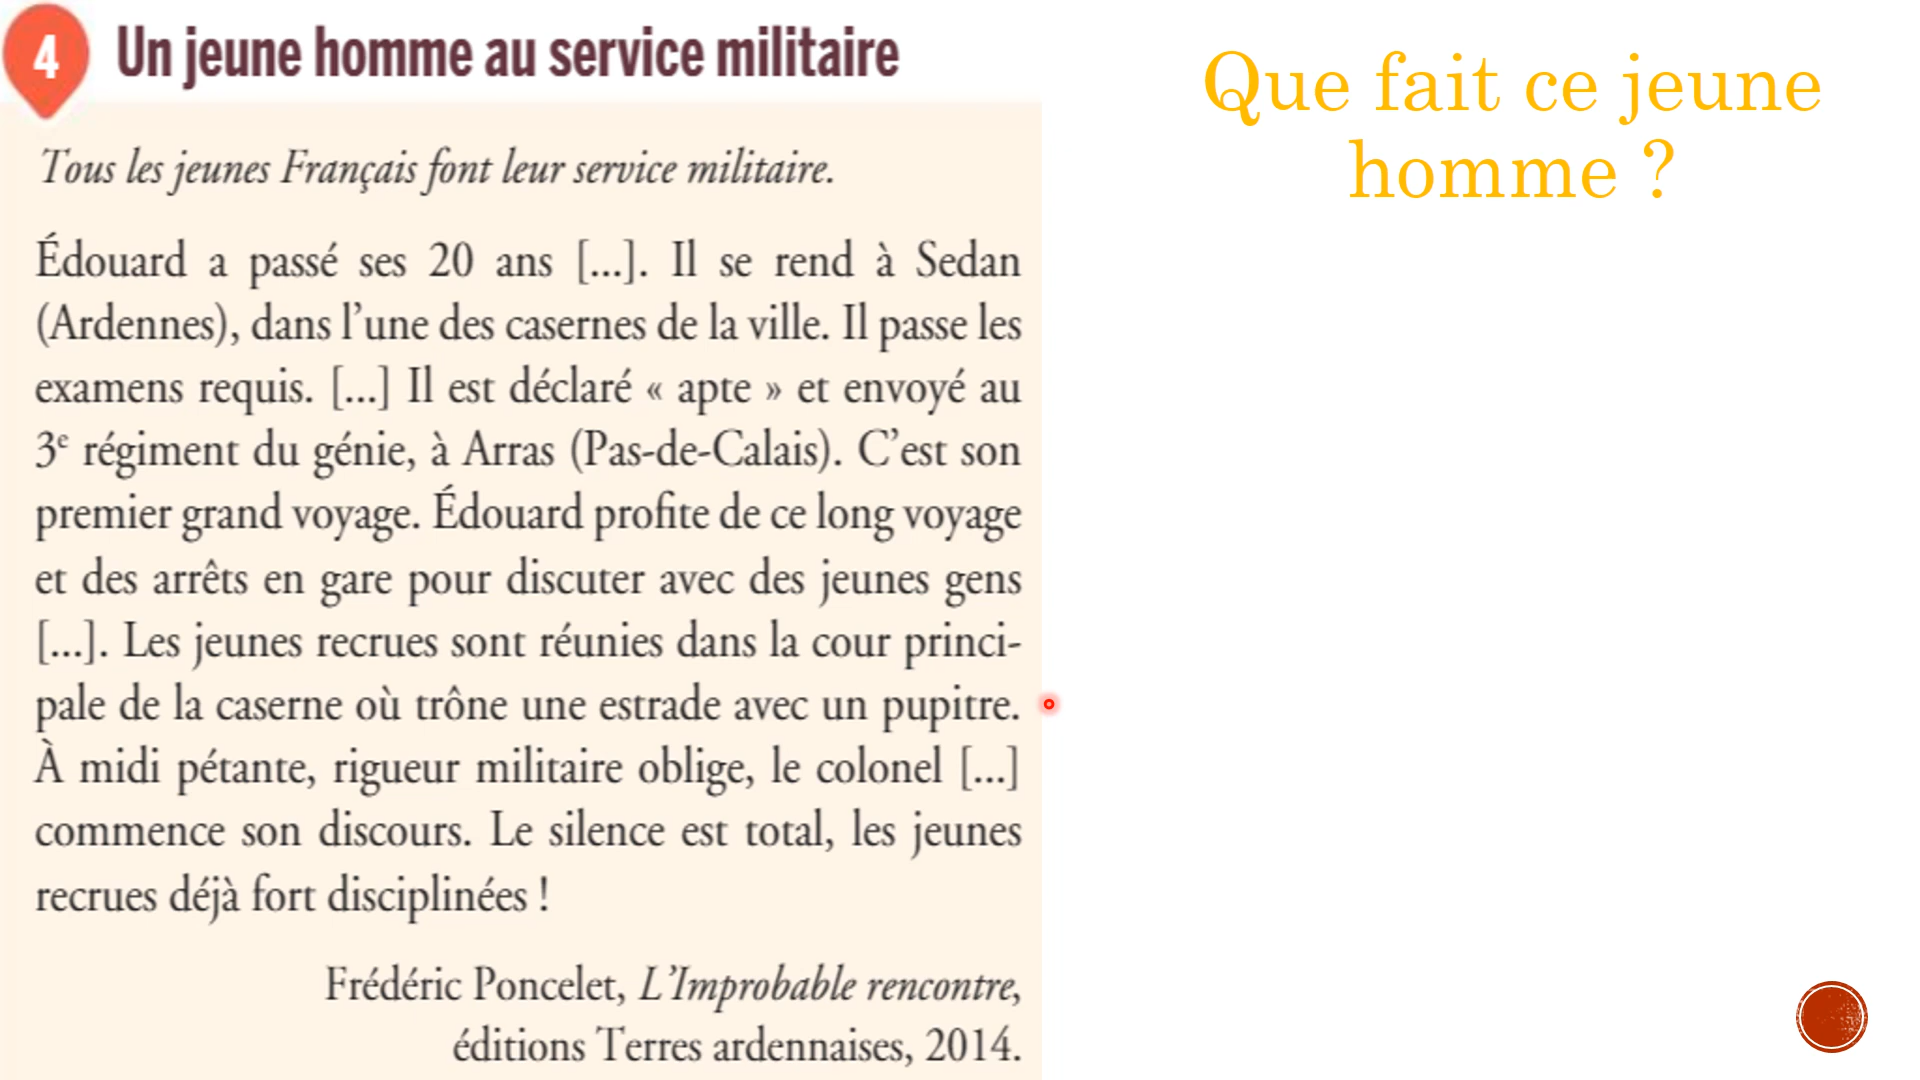 4 Un jeune homme au service militaire
Tous les jeunes Français font leur service militaire.
Édouard a passé ses 20 ans [...]. Il se rend à Sedan
(Ardennes), dans l’une des casernes de la ville. Il passe les
examens requis. [...] Il est déclaré « apte » et envoyé au
3e régiment du génie, à Arras (Pas-de-Calais). C’est son
premier grand voyage. Édouard profite de ce long voyage
et des arrêts en gare pour discuter avec des jeunes gens
[...]. Les jeunes recrues sont réunies dans la cour princi-
pale de la caserne où trône une estrade avec un pupitre.
À midi pétante, rigueur militaire oblige, le colonel [...]
commence son discours. Le silence est total, les jeunes
recrues déjà fort disciplinées !
Frédéric Poncelet, L’Improbable rencontre,
éditions Terres ardennaises, 2014.
Que fait ce jeune
homme ?